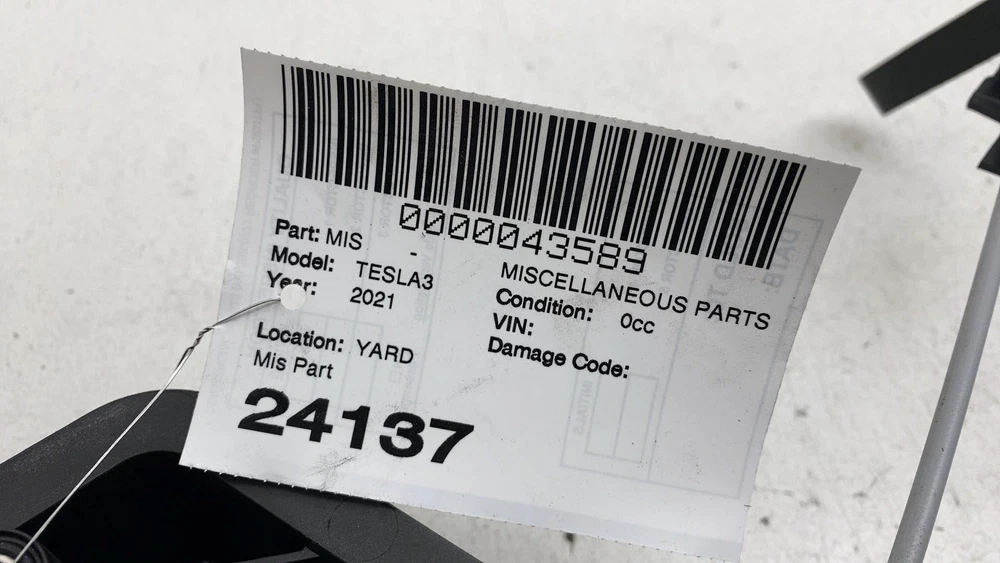 0000043589
Part: MIS -
MISCELLANEOUS PARTS
Model: TESLA3
Condition: 0cc
Year: 2021
VIN:
Damage Code:
Location: YARD
Mis Part
24137
INITIALS